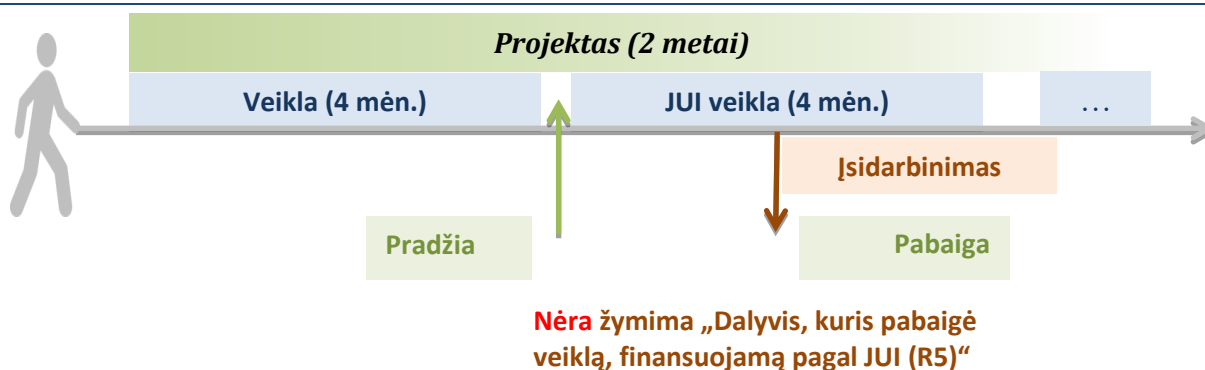 Projektas (2 metai)
Veikla (4 mėn.)
JUI veikla (4 mėn.)
...
Įsidarbinimas
Pradžia
Pabaiga
Nėra žymima „Dalyvis, kuris pabaigė
veiklą, finansuojamą pagal JUI (R5)“